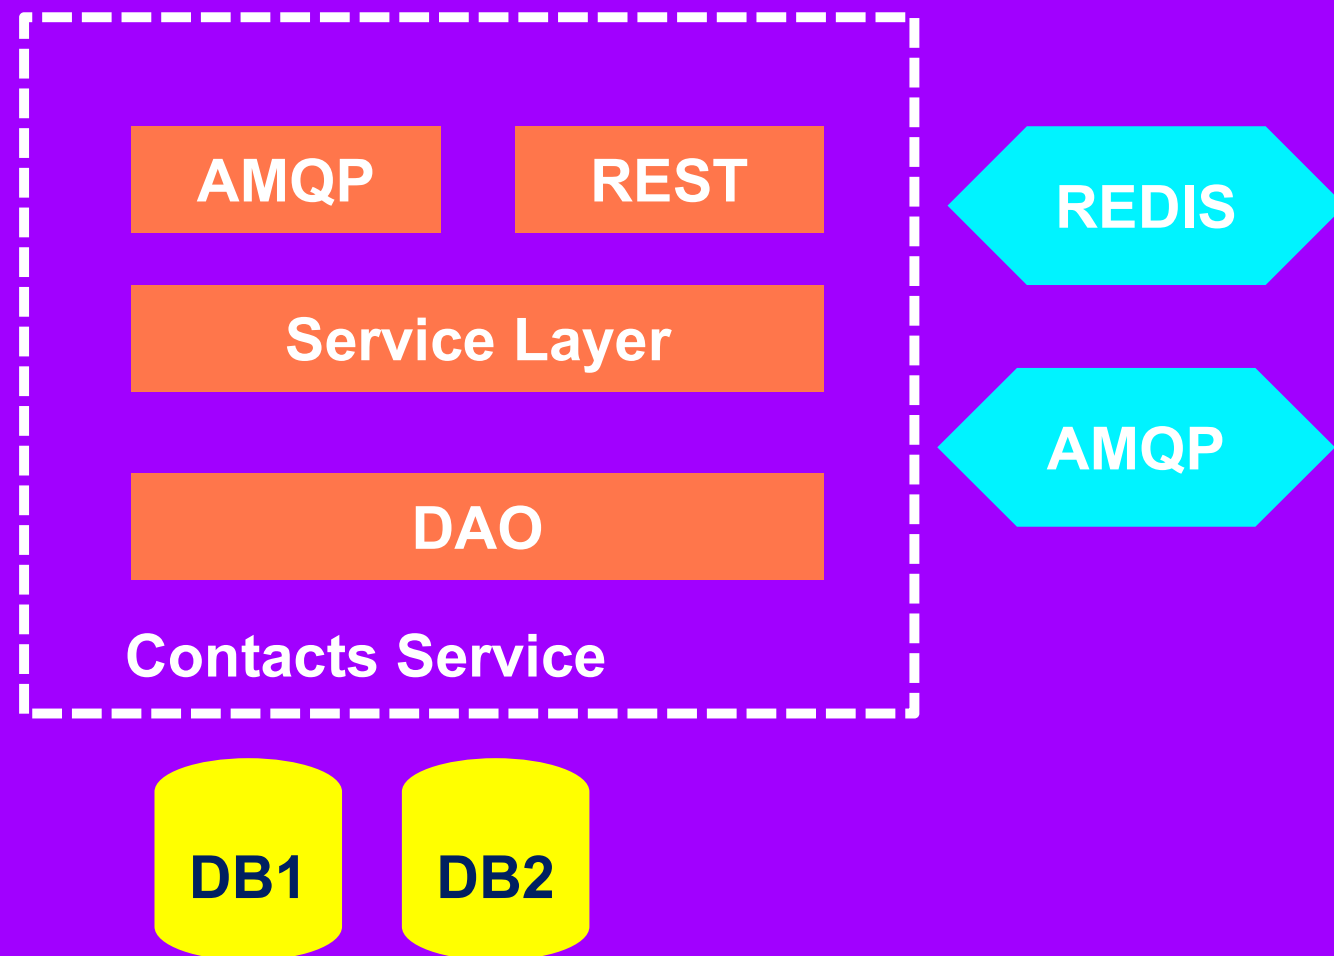 AMQP
REST
REDIS
Service Layer
AMQP
DAO
Contacts Service
DB1
DB2